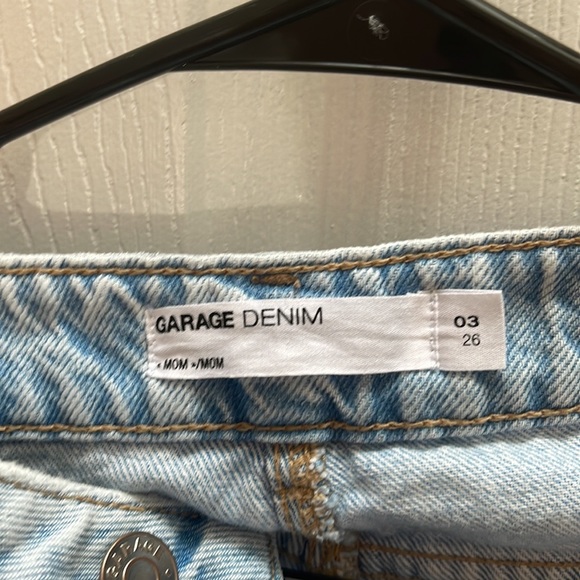 GARAGE DENIM
« MOM »/MOM
03
26